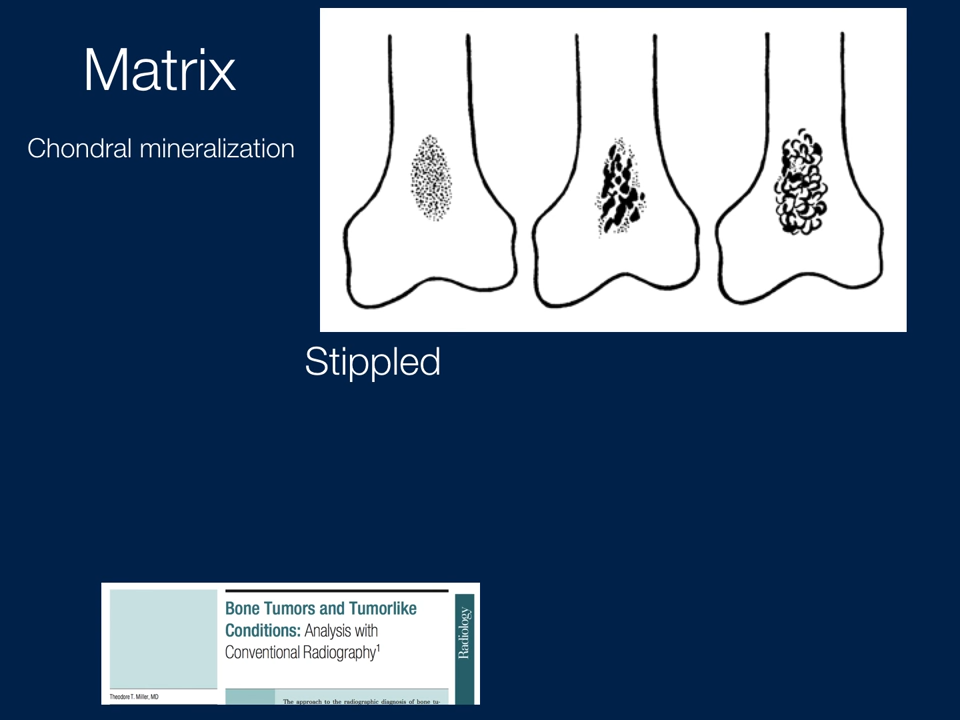 Matrix
Chondral mineralization
Stippled
Bone Tumors and Tumorlike
Conditions: Analysis with
Conventional Radiography¹
Radiology
Theodore T. Miller, MD
The approach to the radiographic diagnosis of bone tu-